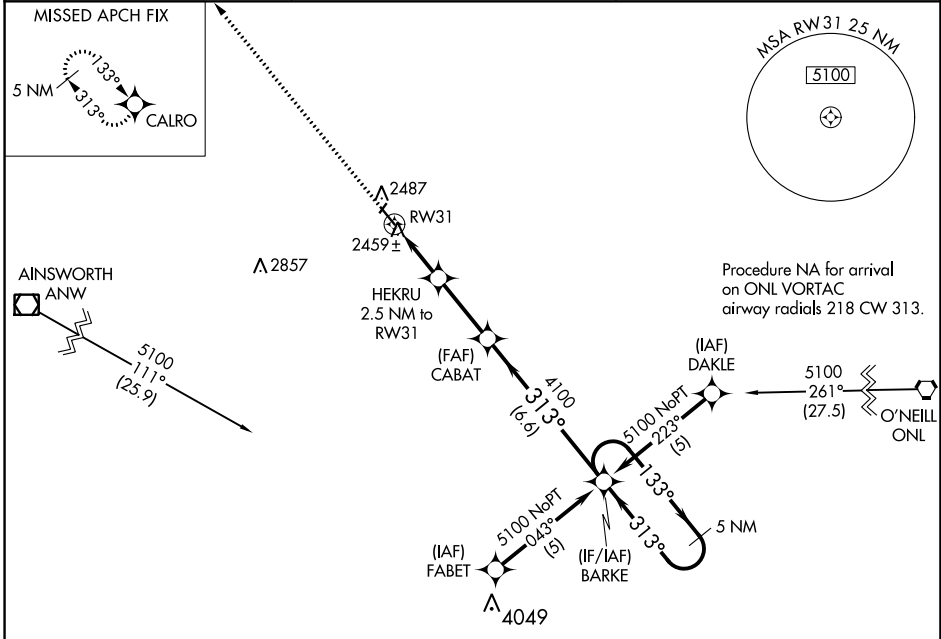 MISSED APCH FIX
133°
5 NM
313°
CALRO
MSA RW31 25 NM
5100
2487
RW31
2459±
2857
AINSWORTH
ANW
5100
111°
(25.9)
HEKRU
2.5 NM to
RW31
(FAF)
CABAT
4100
313°
(6.6)
Procedure NA for arrival
on ONL VORTAC
airway radials 218 CW 313.
(IAF)
DAKLE
5100
261°
(27.5)
O'NEILL
ONL
5100 NoPT
223°
(5)
133°
313°
5 NM
5100 NoPT
043°
(5)
(IAF)
FABET
(IF/IAF)
BARKE
4049